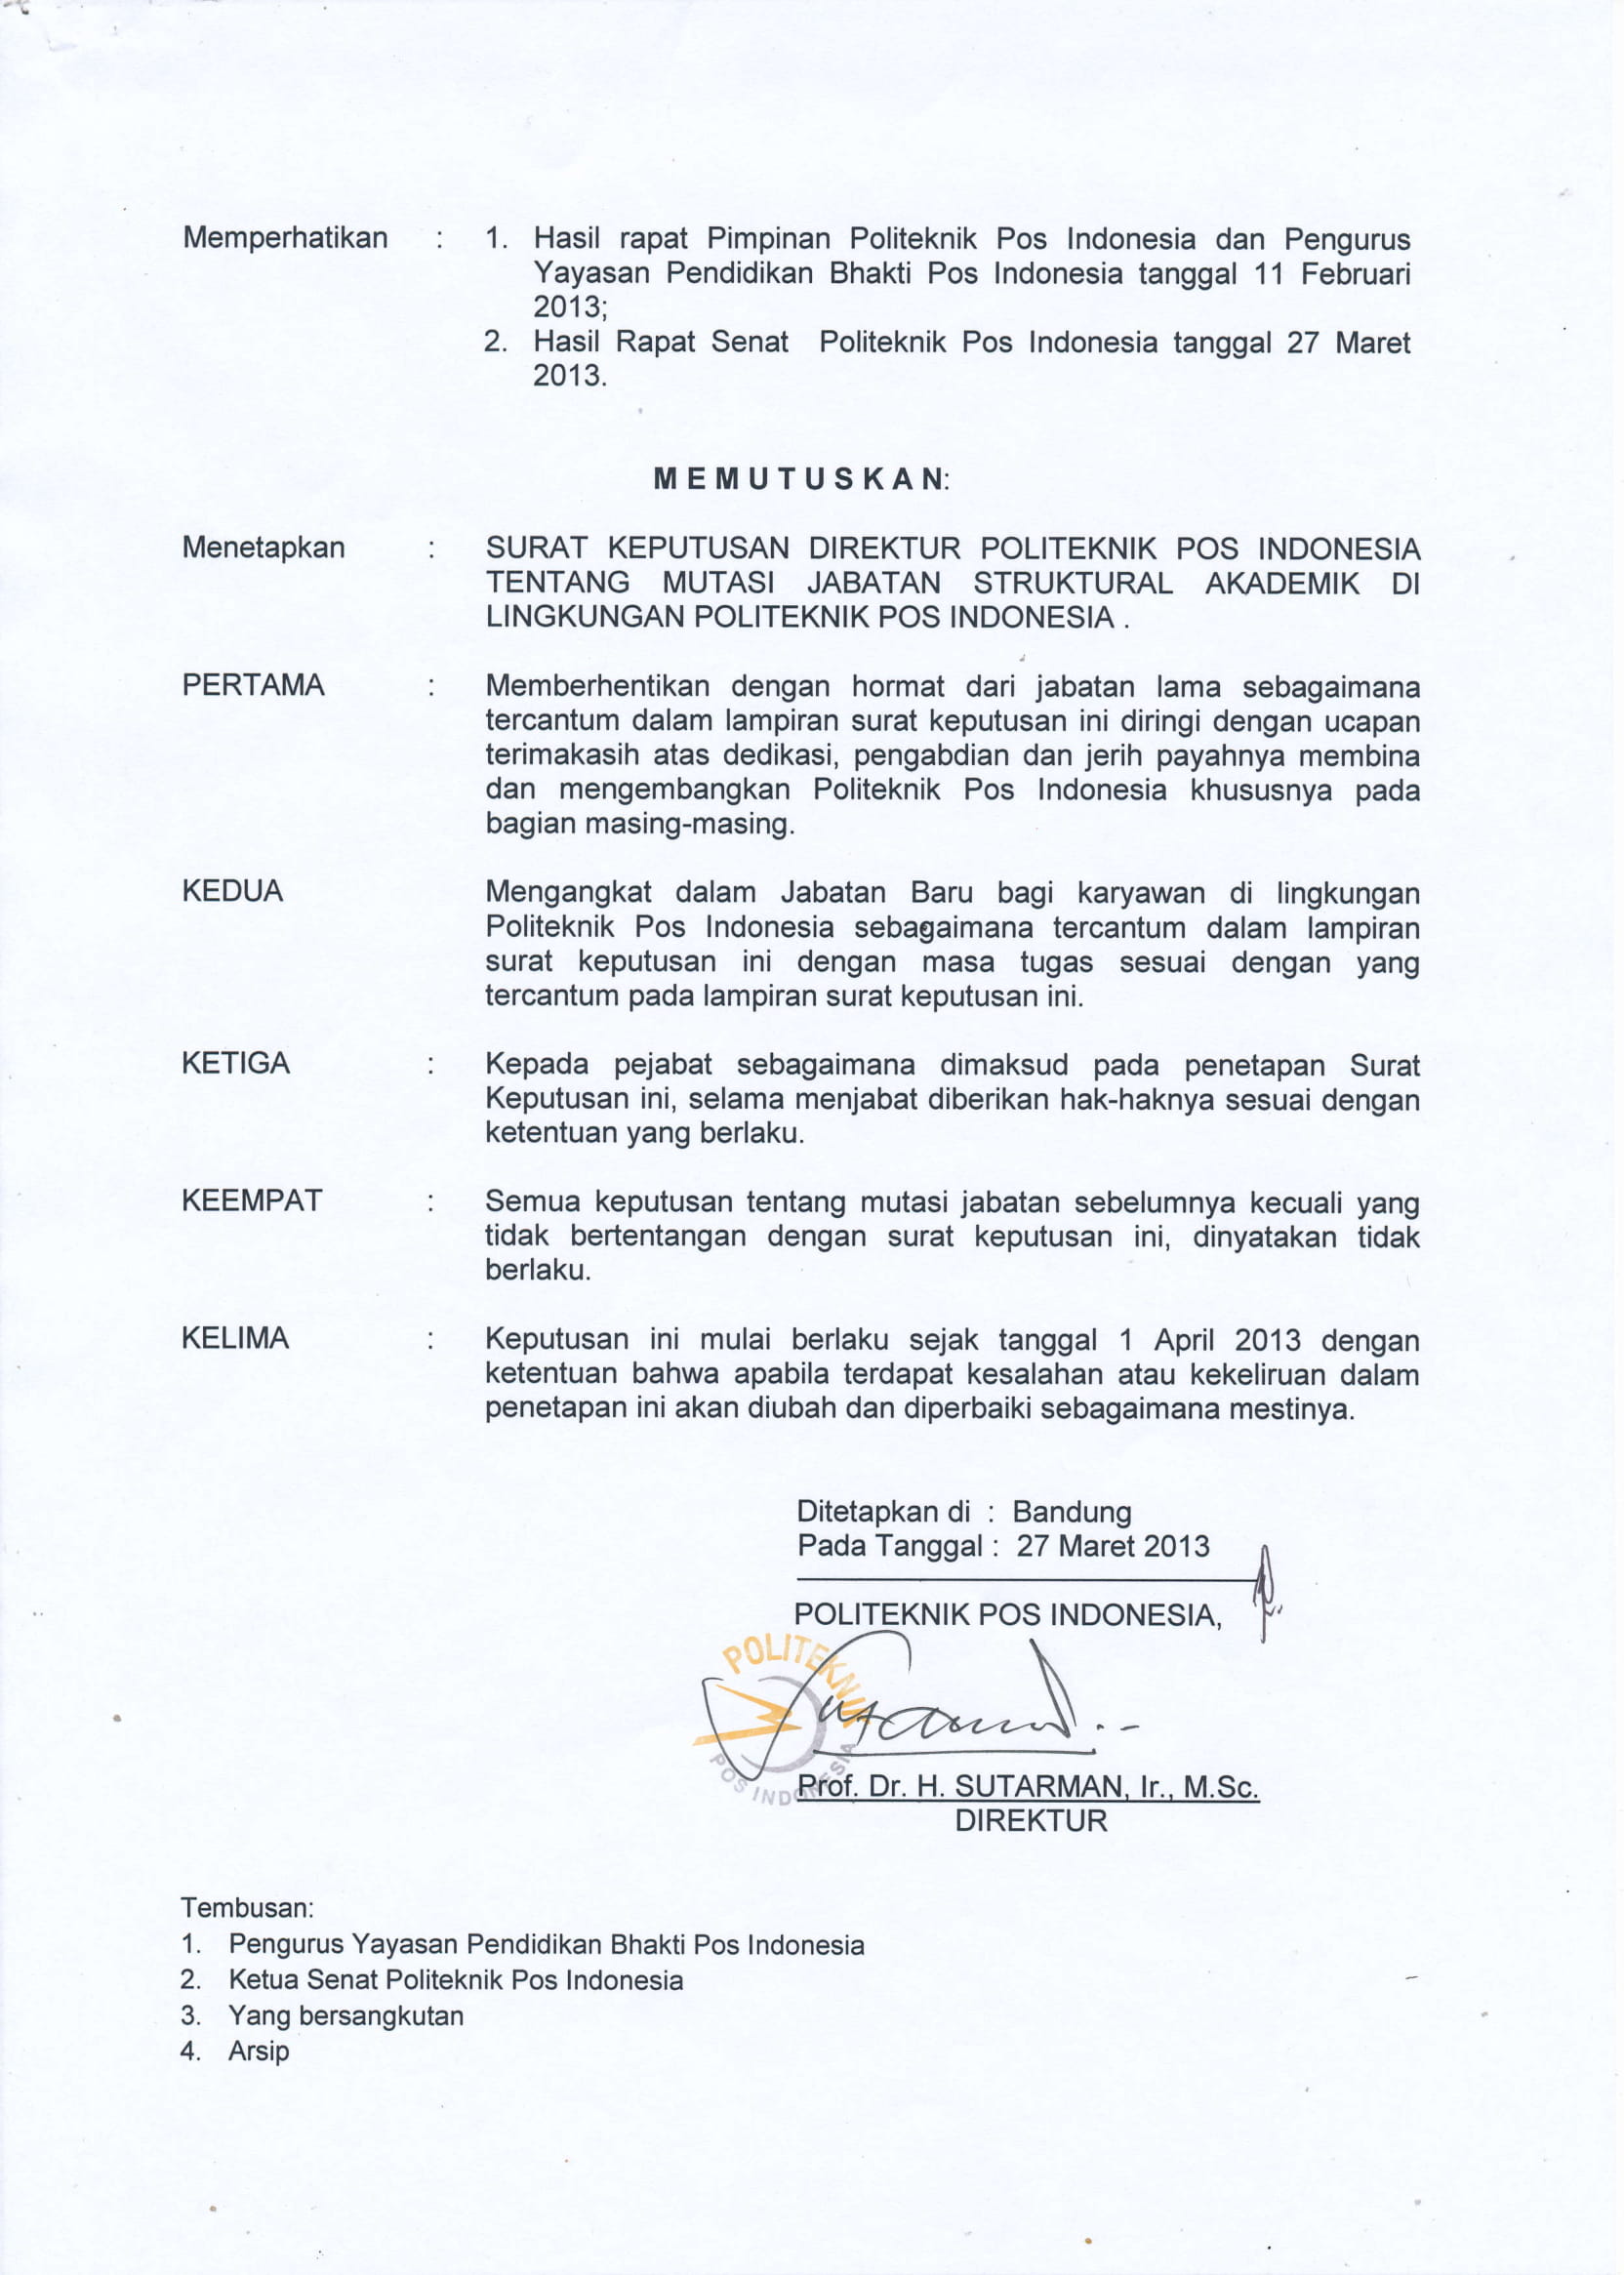 Memperhatikan : 1. Hasil rapat Pimpinan Politeknik Pos Indonesia dan Pengurus
Yayasan Pendidikan Bhakti Pos Indonesia tanggal 11 Februari
2013;
2. Hasil Rapat Senat Politeknik Pos Indonesia tanggal 27 Maret
2013.
M E M U T U S K A N:
Menetapkan : SURAT KEPUTUSAN DIREKTUR POLITEKNIK POS INDONESIA
TENTANG MUTASI JABATAN STRUKTURAL AKADEMIK DI
LINGKUNGAN POLITEKNIK POS INDONESIA .
PERTAMA : Memberhentikan dengan hormat dari jabatan lama sebagaimana
tercantum dalam lampiran surat keputusan ini diringi dengan ucapan
terimakasih atas dedikasi, pengabdian dan jerih payahnya membina
dan mengembangkan Politeknik Pos Indonesia khususnya pada
bagian masing-masing.
KEDUA Mengangkat dalam Jabatan Baru bagi karyawan di lingkungan
Politeknik Pos Indonesia sebagaimana tercantum dalam lampiran
surat keputusan ini dengan masa tugas sesuai dengan yang
tercantum pada lampiran surat keputusan ini.
KETIGA : Kepada pejabat sebagaimana dimaksud pada penetapan Surat
Keputusan ini, selama menjabat diberikan hak-haknya sesuai dengan
ketentuan yang berlaku.
KEEMPAT : Semua keputusan tentang mutasi jabatan sebelumnya kecuali yang
tidak bertentangan dengan surat keputusan ini, dinyatakan tidak
berlaku.
KELIMA : Keputusan ini mulai berlaku sejak tanggal 1 April 2013 dengan
ketentuan bahwa apabila terdapat kesalahan atau kekeliruan dalam
penetapan ini akan diubah dan diperbaiki sebagaimana mestinya.
Ditetapkan di : Bandung
Pada Tanggal : 27 Maret 2013
POLITEKNIK POS INDONESIA,
POLITEKNIK
POS INDONESIA
Prof. Dr. H. SUTARMAN, Ir., M.Sc.
DIREKTUR
Tembusan:
1. Pengurus Yayasan Pendidikan Bhakti Pos Indonesia
2. Ketua Senat Politeknik Pos Indonesia
3. Yang bersangkutan
4. Arsip